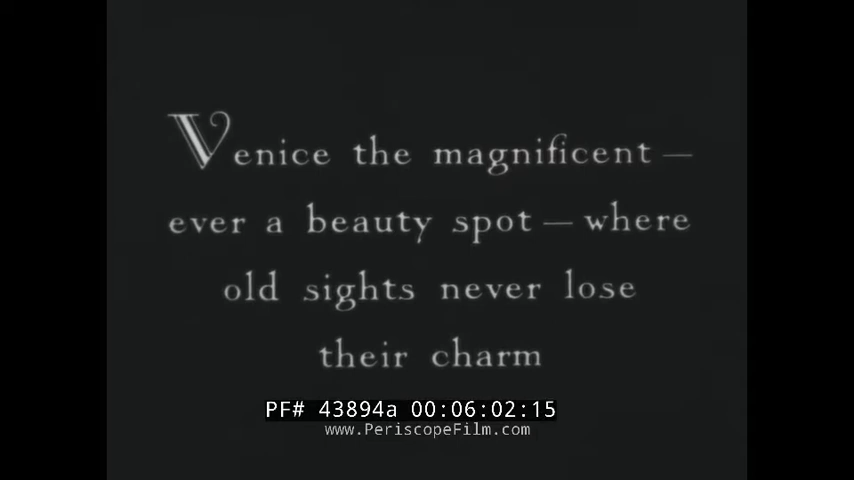 Venice the magnificent —
ever a beauty spot — where
old sights never lose
their charm
PF# 43894a 00:06:02:15
www.PeriscopeFilm.com